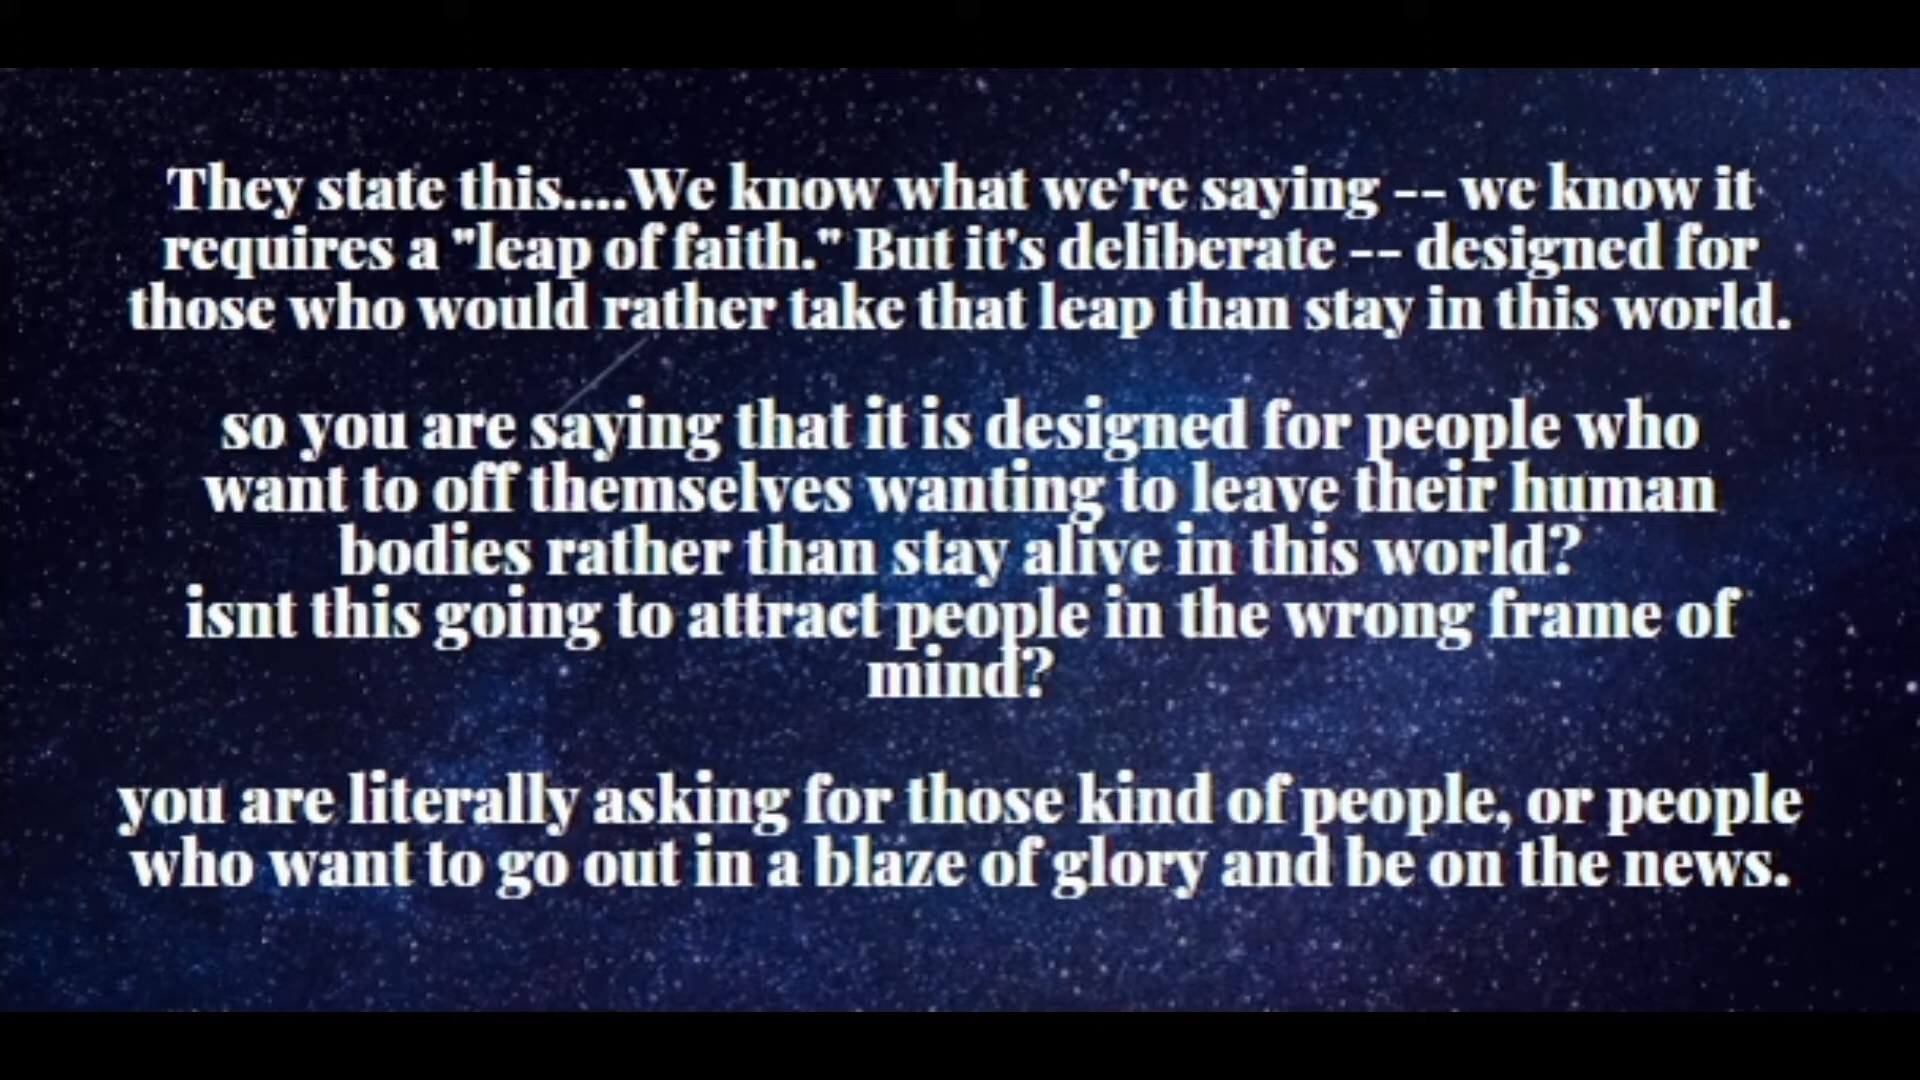 They state this....We know what we're saying -- we know it
requires a "leap of faith." But it's deliberate -- designed for
those who would rather take that leap than stay in this world.
so you are saying that it is designed for people who
want to off themselves wanting to leave their human
bodies rather than stay alive in this world?
isnt this going to attract people in the wrong frame of
mind?
you are literally asking for those kind of people, or people
who want to go out in a blaze of glory and be on the news.